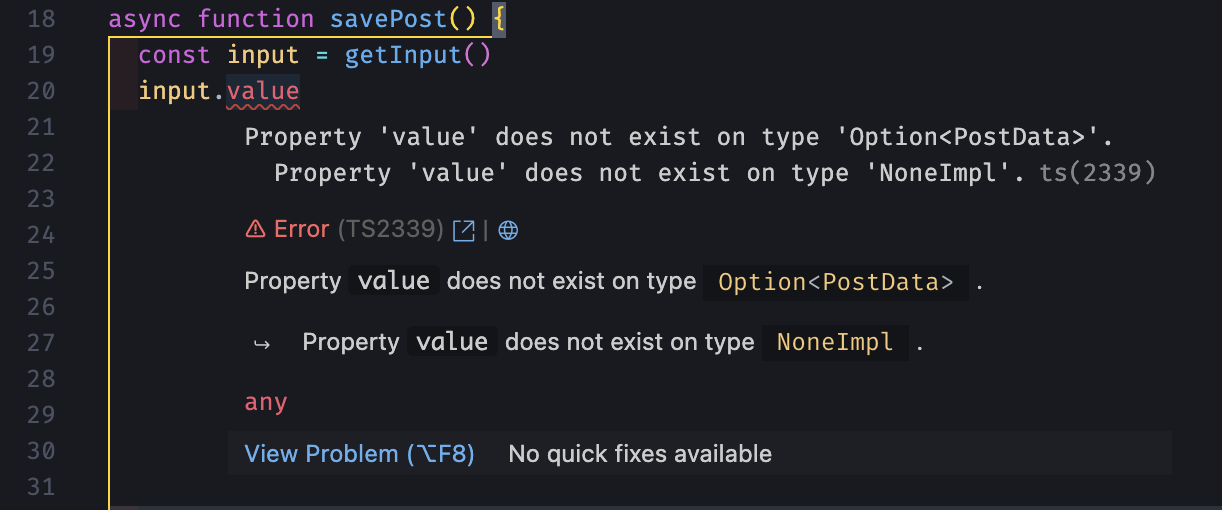 18 async function savePost() {
19 const input = getInput()
20 input.value
21 Property 'value' does not exist on type 'Option<PostData>'.
22 Property 'value' does not exist on type 'NoneImpl'. ts(2339)
23
24 Error (TS2339) |
25 Property value does not exist on type Option<PostData> .
26
27 ↪ Property value does not exist on type NoneImpl .
28
29 any
30 View Problem (⌥F8) No quick fixes available
31